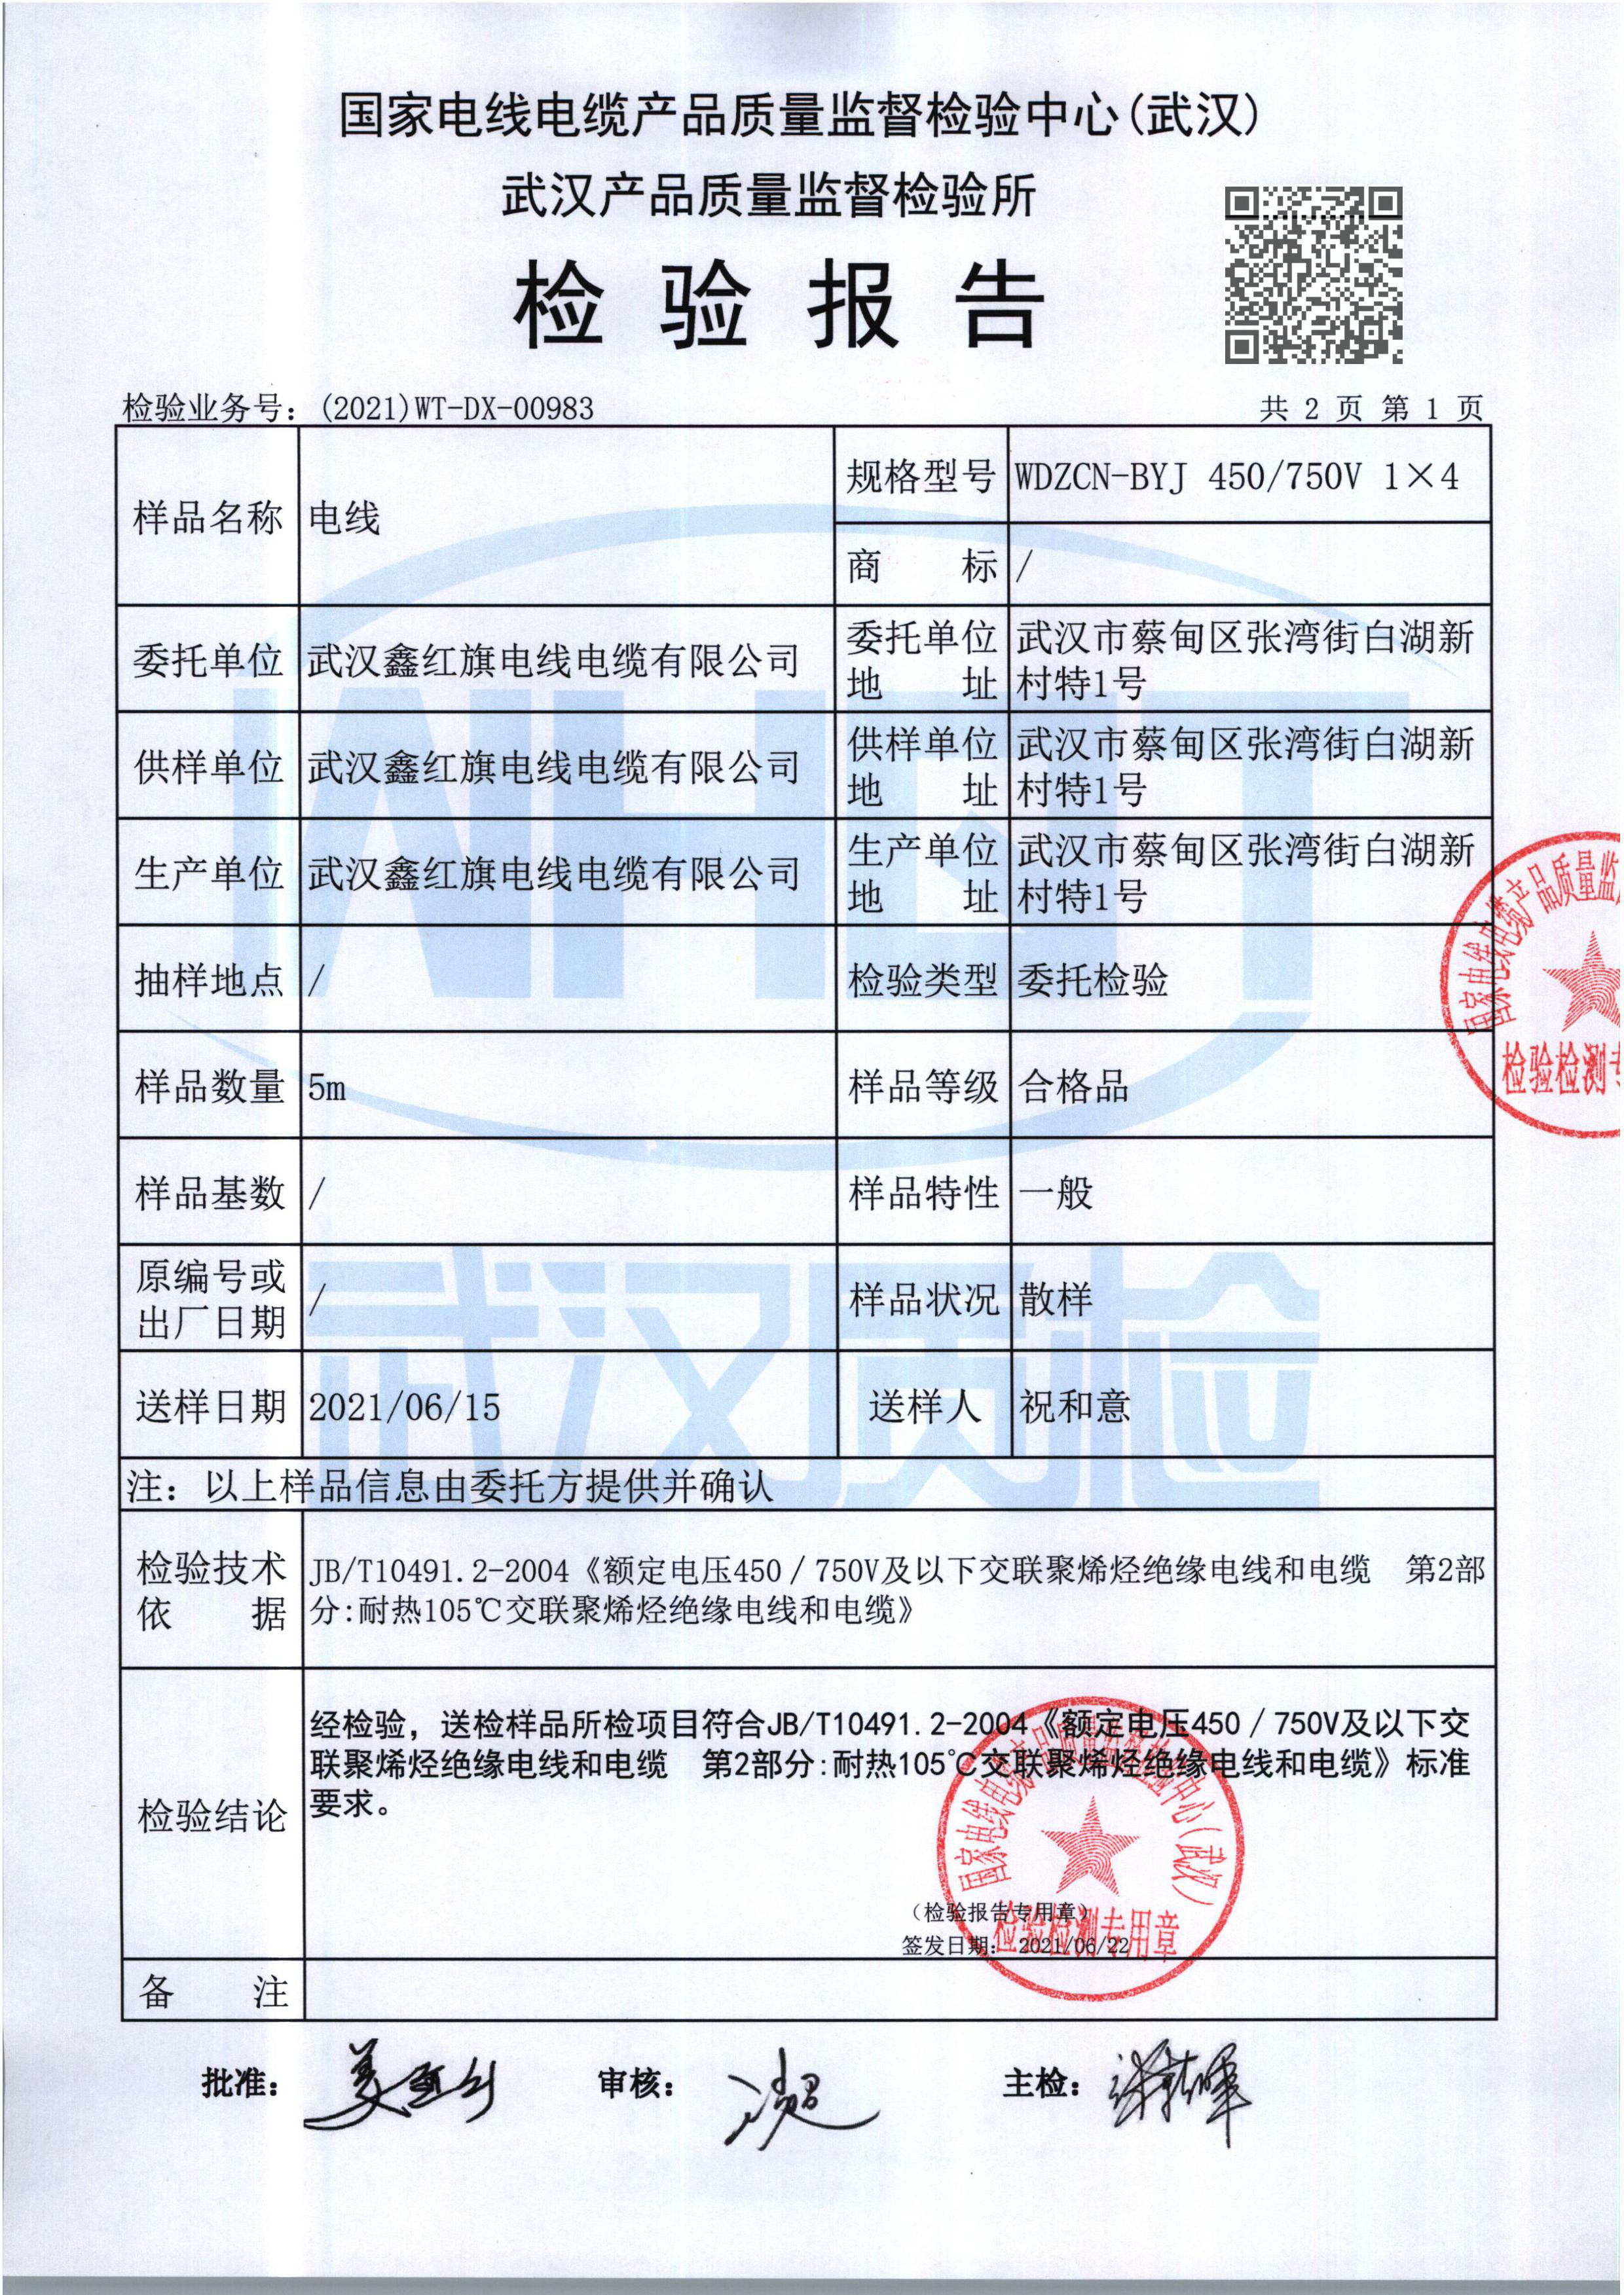 国家电线电缆产品质量监督检验中心(武汉)
武汉产品质量监督检验所
检 验 报 告
检验业务号：(2021)WT-DX-00983
共 2 页 第 1 页
样品名称
电线
规格型号
WDZCN-BYJ 450/750V 1×4
商 标
/
委托单位
武汉鑫红旗电线电缆有限公司
委托单位
地 址
武汉市蔡甸区张湾街白湖新
村特1号
供样单位
武汉鑫红旗电线电缆有限公司
供样单位
地 址
武汉市蔡甸区张湾街白湖新
村特1号
生产单位
武汉鑫红旗电线电缆有限公司
生产单位
地 址
武汉市蔡甸区张湾街白湖新
村特1号
抽样地点
/
检验类型
委托检验
样品数量
5m
样品等级
合格品
样品基数
/
样品特性
一般
原编号或
出厂日期
/
样品状况
散样
送样日期
2021/06/15
送样人
祝和意
注：以上样品信息由委托方提供并确认
检验技术
依 据
JB/T10491.2-2004《额定电压450／750V及以下交联聚烯烃绝缘电线和电缆　第2部
分:耐热105℃交联聚烯烃绝缘电线和电缆》
检验结论
经检验，送检样品所检项目符合JB/T10491.2-2004《额定电压450／750V及以下交
联聚烯烃绝缘电线和电缆　第2部分:耐热105℃交联聚烯烃绝缘电线和电缆》标准
要求。
（检验报告专用章）
签发日期： 2021/06/22
国家电线电缆产品质量监督检验中心(武汉)
检验检测专用章
国家电线电缆产品质量监
检验检测专
备 注
批准：
审核：
主检：
WHQT
武汉质检